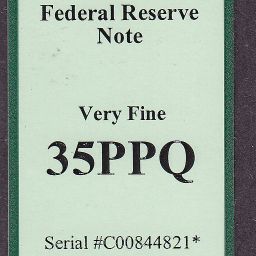 Federal Reserve
Note
Very Fine
35PPQ
Serial #C00844821*